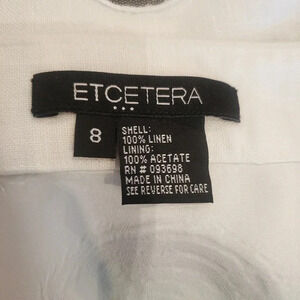 ETCETERA
8
SHELL:
100% LINEN
LINING:
100% ACETATE
RN # 093698
MADE IN CHINA
SEE REVERSE FOR CARE